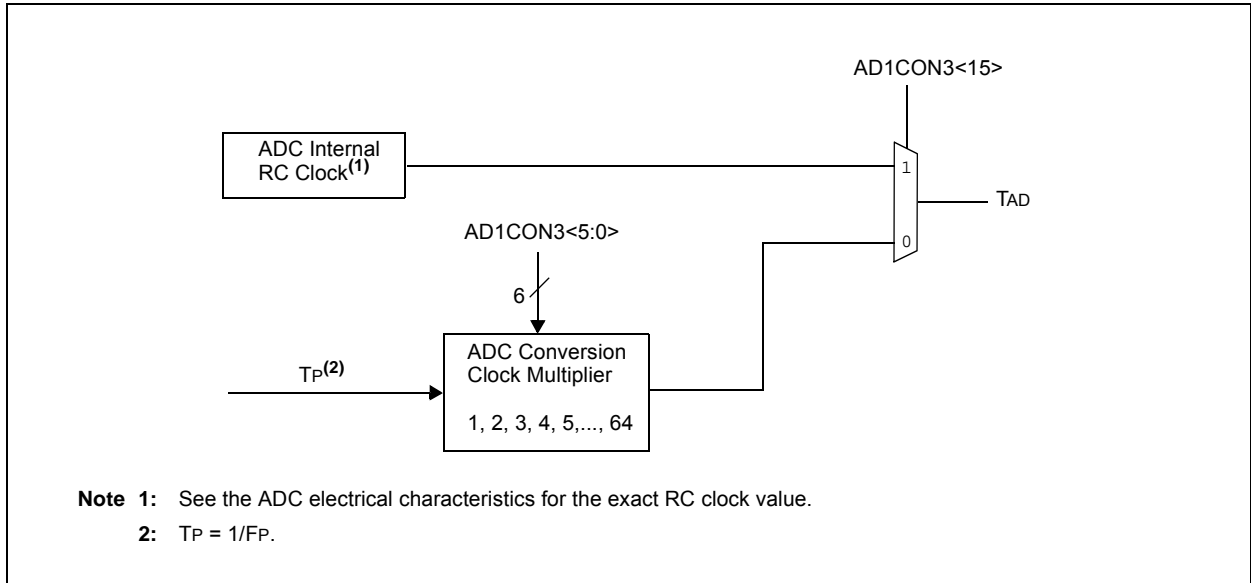 AD1CON3<15>
ADC Internal
RC Clock(1)
1
TAD
AD1CON3<5:0>
0
6
ADC Conversion
Clock Multiplier
TP(2)
1, 2, 3, 4, 5,..., 64
Note 1: See the ADC electrical characteristics for the exact RC clock value.
2: TP = 1/FP.